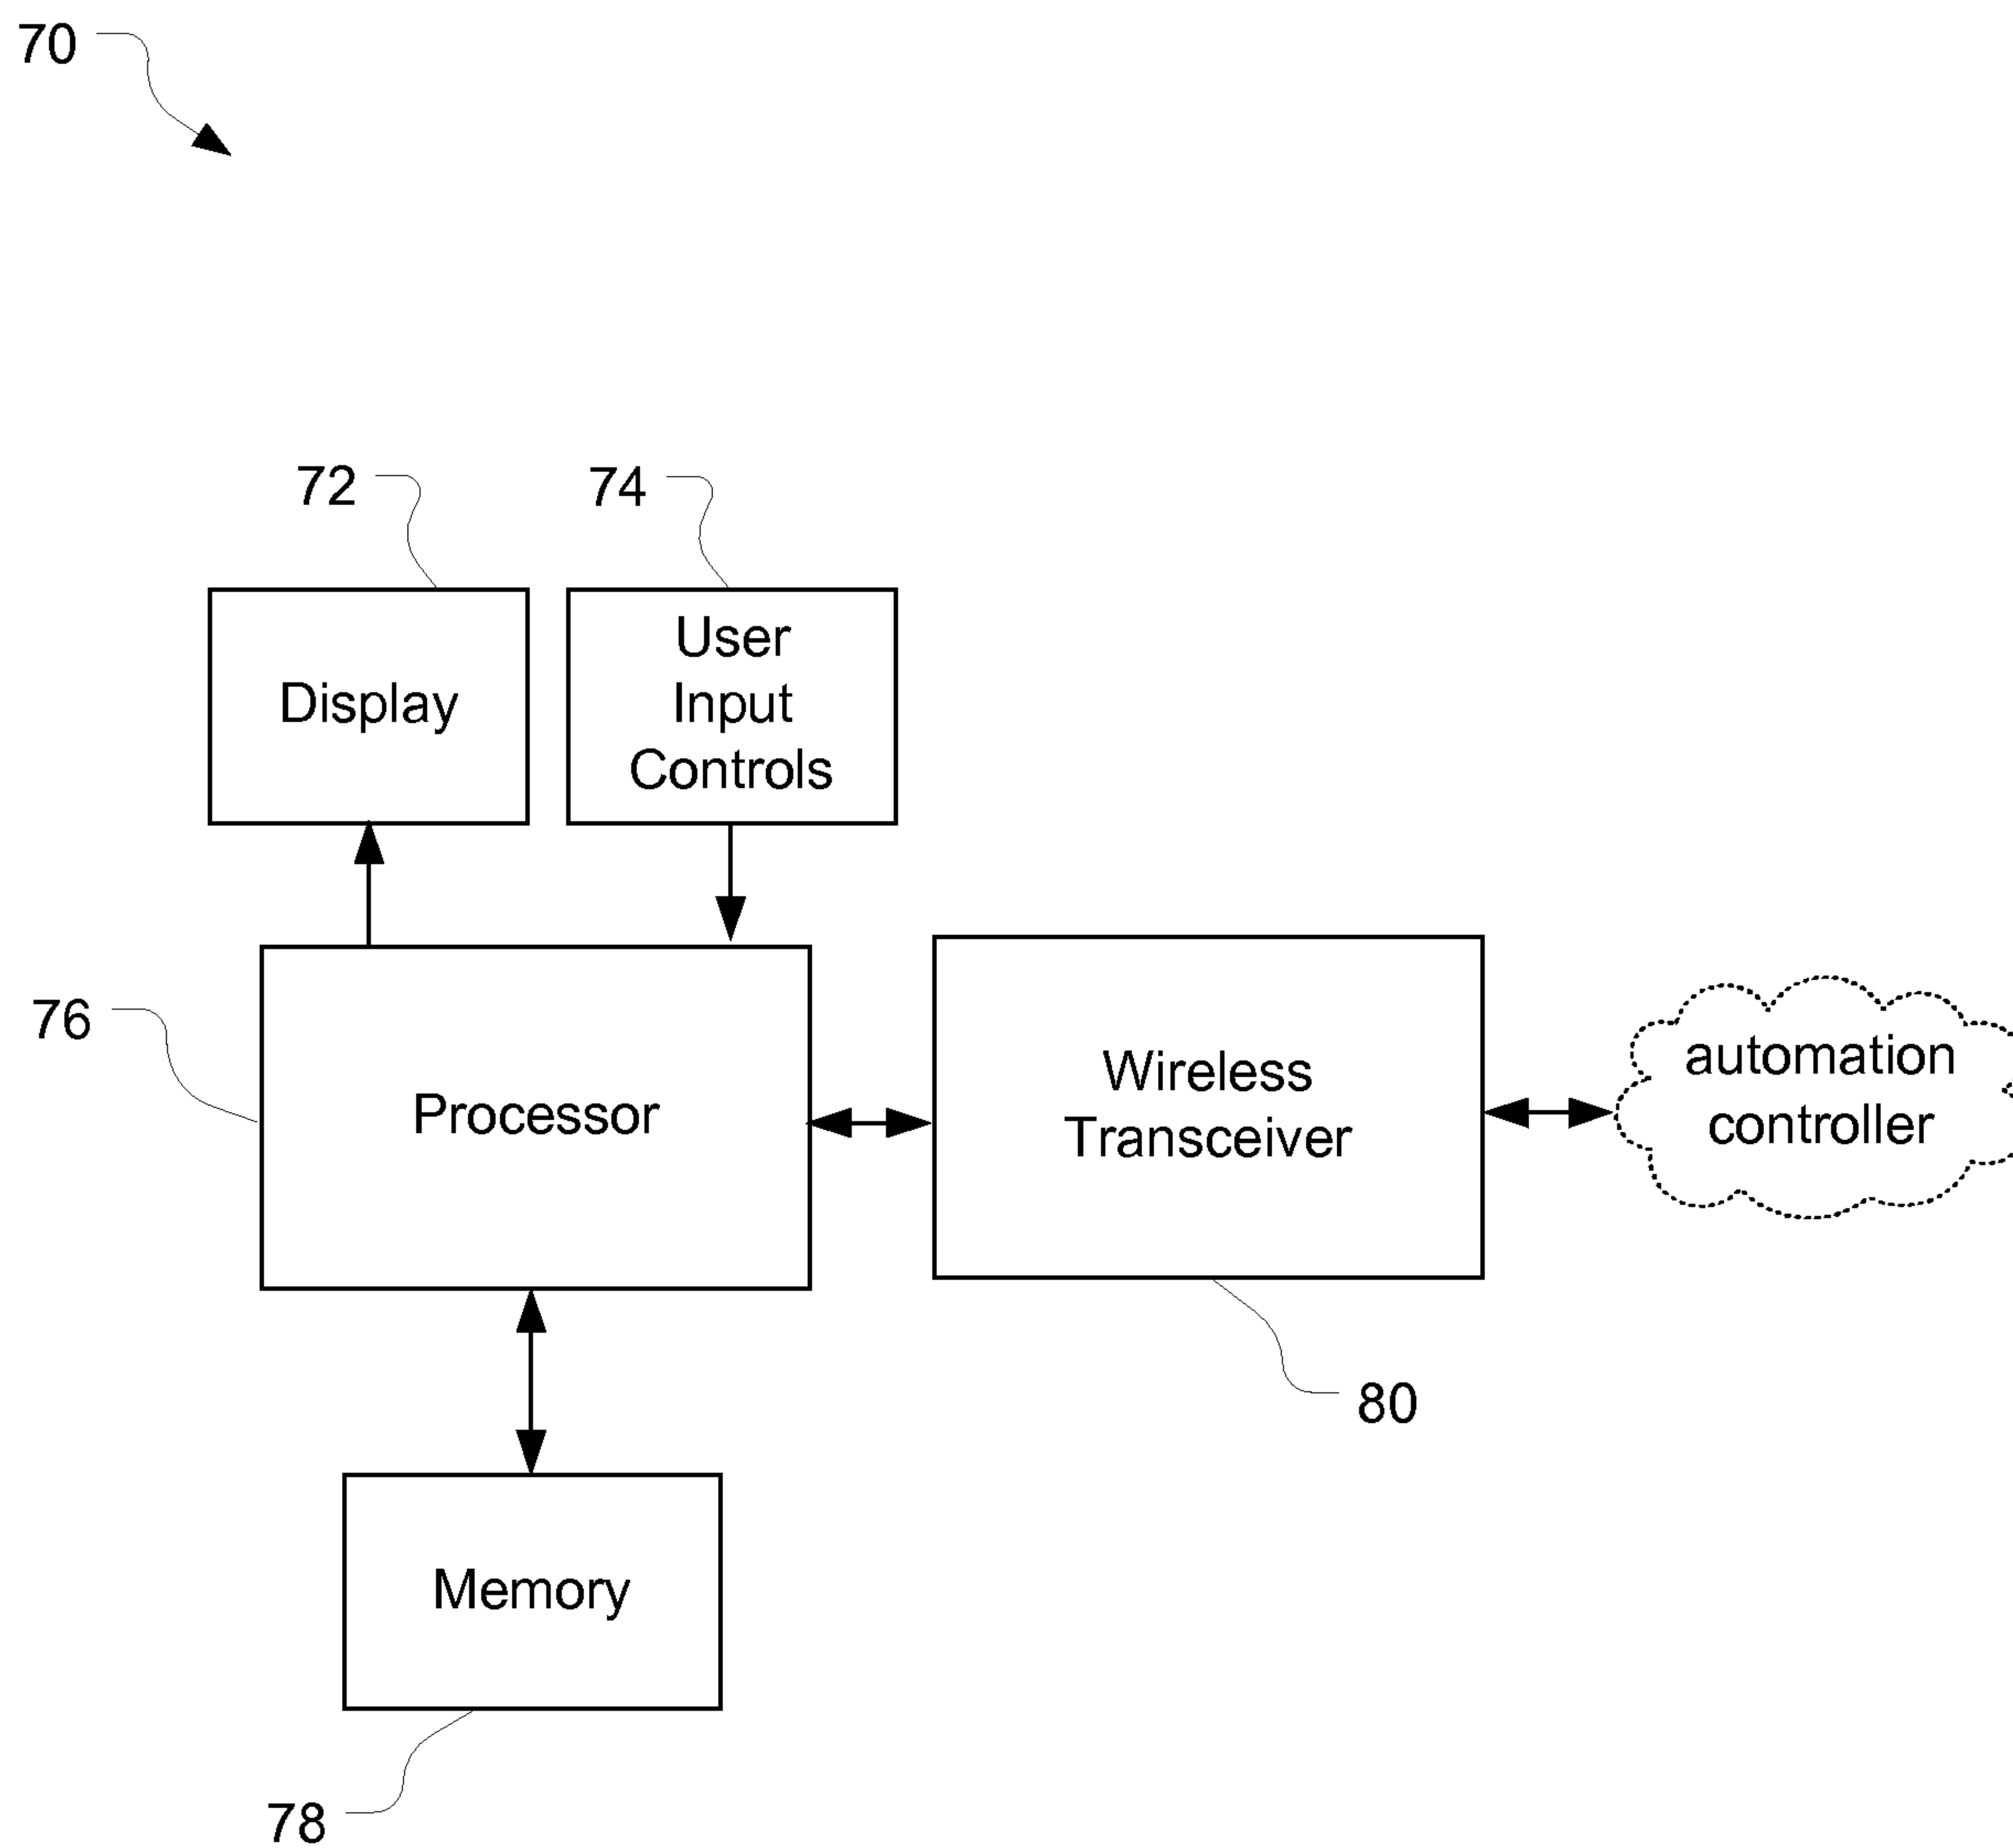 70
72
74
Display
User
Input
Controls
76
Processor
Wireless
Transceiver
automation
controller
80
Memory
78